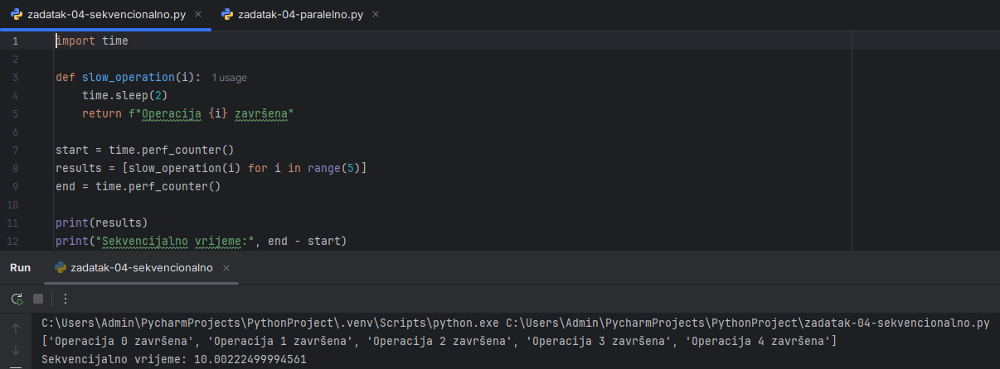 zadatak-04-sekvencionalno.py × zadatak-04-paralelno.py ×
1 import time
2
3 def slow_operation(i): 1 usage
4 time.sleep(2)
5 return f"Operacija {i} završena"
6
7 start = time.perf_counter()
8 results = [slow_operation(i) for i in range(5)]
9 end = time.perf_counter()
10
11 print(results)
12 print("Sekvencijalno vrijeme:", end - start)
Run zadatak-04-sekvencionalno ×
C:\Users\Admin\PycharmProjects\PythonProject\.venv\Scripts\python.exe C:\Users\Admin\PycharmProjects\PythonProject\zadatak-04-sekvencionalno.py
['Operacija 0 završena', 'Operacija 1 završena', 'Operacija 2 završena', 'Operacija 3 završena', 'Operacija 4 završena']
Sekvencijalno vrijeme: 10.00222499994561